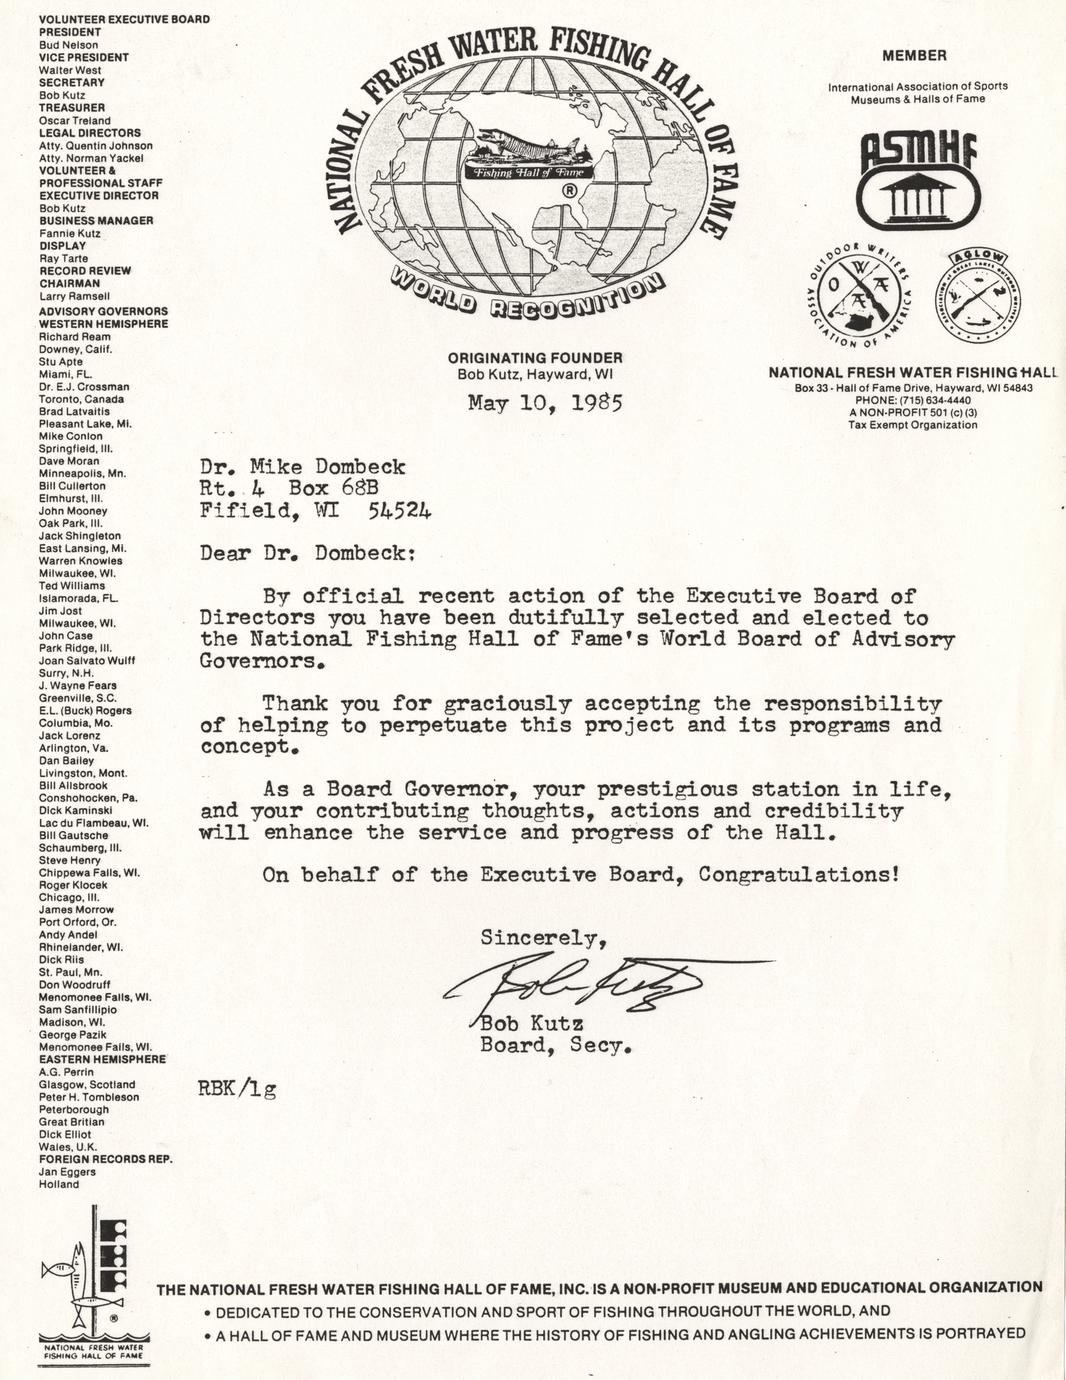 VOLUNTEER EXECUTIVE BOARD
PRESIDENT
Bud Nelson
VICE PRESIDENT
Walter West
SECRETARY
Bob Kutz
TREASURER
Oscar Treland
LEGAL DIRECTORS
Atty. Quentin Johnson
Atty. Norman Yackel
VOLUNTEER &
PROFESSIONAL STAFF
EXECUTIVE DIRECTOR
Bob Kutz
BUSINESS MANAGER
Fannie Kutz
DISPLAY
Ray Tarte
RECORD REVIEW
CHAIRMAN
Larry Ramsell
ADVISORY GOVERNORS
WESTERN HEMISPHERE
Richard Ream
Downey, Calif.
Stu Apte
Miami, FL.
Dr. E.J. Crossman
Toronto, Canada
Brad Latvaitis
Pleasant Lake, Mi.
Mike Conlon
Springfield, Ill.
Dave Moran
Minneapolis, Mn.
Bill Cullerton
Elmhurst, Ill.
John Mooney
Oak Park, Ill.
Jack Shingleton
East Lansing, Mi.
Warren Knowles
Milwaukee, WI.
Ted Williams
Islamorada, FL.
Jim Jost
Milwaukee, WI.
John Case
Park Ridge, Ill.
Joan Salvato Wulff
Surry, N.H.
J. Wayne Fears
Greenville, S.C.
E.L. (Buck) Rogers
Columbia, Mo.
Jack Lorenz
Arlington, Va.
Dan Bailey
Livingston, Mont.
Bill Allsbrook
Conshohocken, Pa.
Dick Kaminski
Lac du Flambeau, WI.
Bill Gautsche
Schaumberg, Ill.
Steve Henry
Chippewa Falls, WI.
Roger Klocek
Chicago, Ill.
James Morrow
Port Orford, Or.
Andy Andel
Rhinelander, WI.
Dick Riis
St. Paul, Mn.
Don Woodruff
Menomonee Falls, WI.
Sam Sanfillipio
Madison, WI.
George Pazik
Menomonee Falls, WI.
EASTERN HEMISPHERE
A.G. Perrin
Glasgow, Scotland
Peter H. Tombleson
Peterborough
Great Britian
Dick Elliot
Wales, U.K.
FOREIGN RECORDS REP.
Jan Eggers
Holland
NATIONAL FRESH WATER FISHING HALL OF FAME
Fishing Hall of Fame
®
WORLD RECOGNITION
ORIGINATING FOUNDER
Bob Kutz, Hayward, WI
MEMBER
International Association of Sports
Museums & Halls of Fame
ASMHF
OUTDOOR WRITERS ASSOCIATION OF AMERICA
O W A A
AGLOW
ASSOCIATION OF GREAT LAKES OUTDOOR WRITERS
NATIONAL FRESH WATER FISHING HALL
Box 33 - Hall of Fame Drive, Hayward, WI 54843
PHONE: (715) 634-4440
A NON-PROFIT 501 (c) (3)
Tax Exempt Organization
May 10, 1985
Dr. Mike Dombeck
Rt. 4 Box 68B
Fifield, WI 54524
Dear Dr. Dombeck:
By official recent action of the Executive Board of
Directors you have been dutifully selected and elected to
the National Fishing Hall of Fame's World Board of Advisory
Governors.
Thank you for graciously accepting the responsibility
of helping to perpetuate this project and its programs and
concept.
As a Board Governor, your prestigious station in life,
and your contributing thoughts, actions and credibility
will enhance the service and progress of the Hall.
On behalf of the Executive Board, Congratulations!
Sincerely,
Bob Kutz
Bob Kutz
Board, Secy.
RBK/lg
®
NATIONAL FRESH WATER
FISHING HALL OF FAME
THE NATIONAL FRESH WATER FISHING HALL OF FAME, INC. IS A NON-PROFIT MUSEUM AND EDUCATIONAL ORGANIZATION
• DEDICATED TO THE CONSERVATION AND SPORT OF FISHING THROUGHOUT THE WORLD, AND
• A HALL OF FAME AND MUSEUM WHERE THE HISTORY OF FISHING AND ANGLING ACHIEVEMENTS IS PORTRAYED